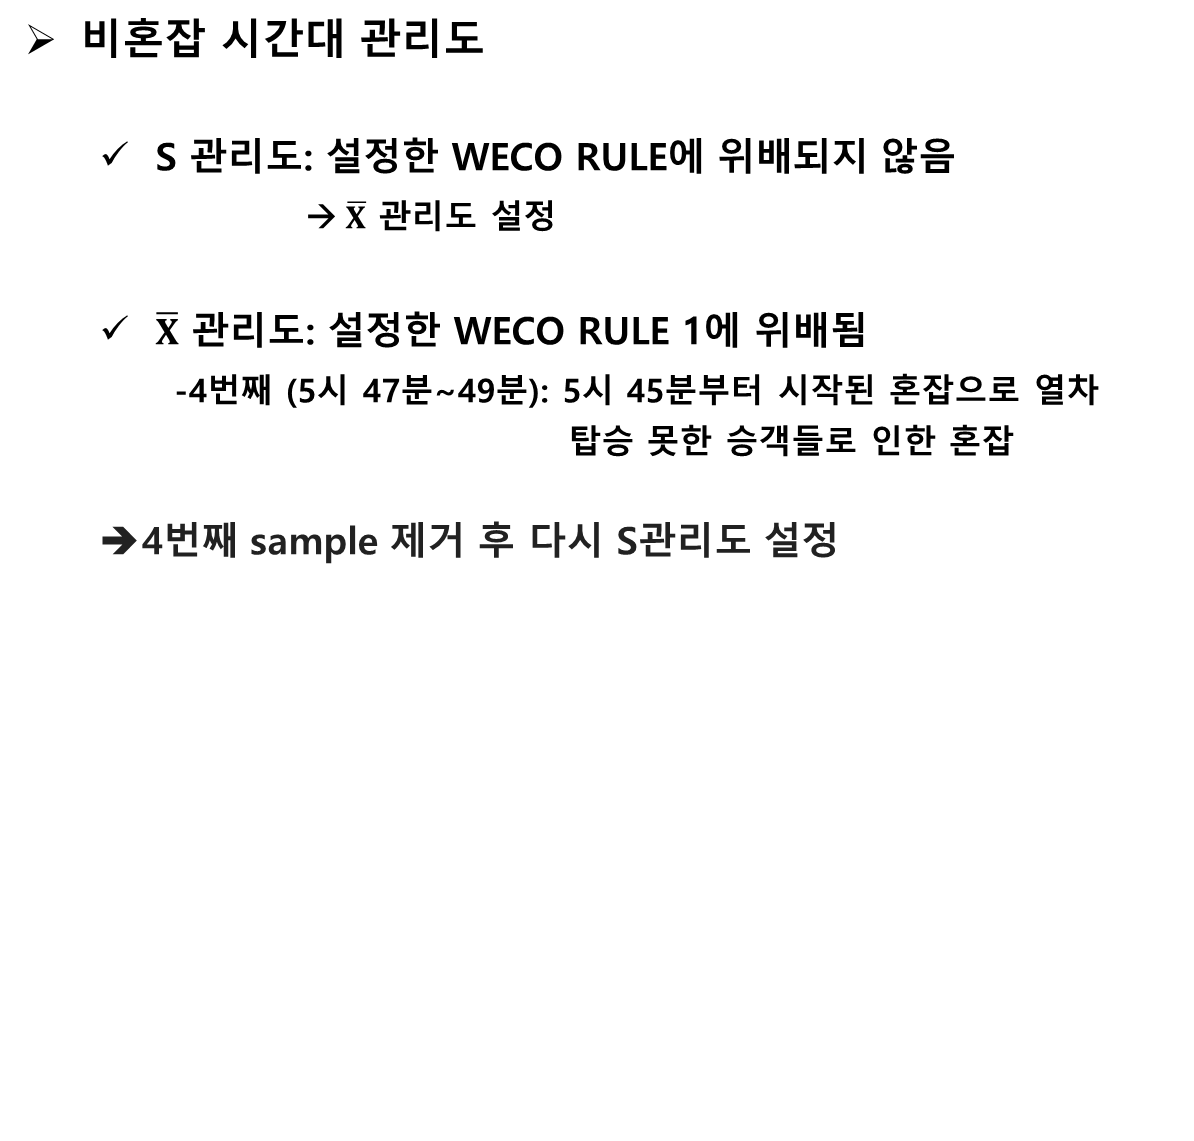 ➢ 비혼잡 시간대 관리도
✓ S 관리도: 설정한 WECO RULE에 위배되지 않음
→ X̅ 관리도 설정
✓ X̅ 관리도: 설정한 WECO RULE 1에 위배됨
-4번째 (5시 47분~49분): 5시 45분부터 시작된 혼잡으로 열차
탑승 못한 승객들로 인한 혼잡
➔4번째 sample 제거 후 다시 S관리도 설정